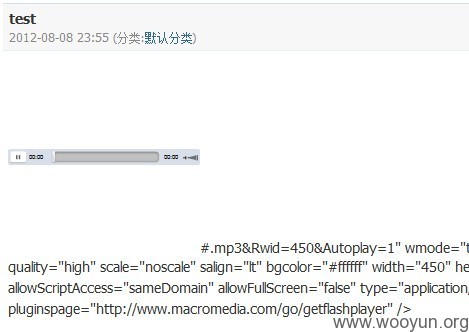 test
2012-08-08 23:55 (分类:默认分类)
00:00 00:00
#.mp3&Rwid=450&Autoplay=1" wmode="t
quality="high" scale="noscale" salign="lt" bgcolor="#ffffff" width="450" he
allowScriptAccess="sameDomain" allowFullScreen="false" type="application,
pluginspage="http://www.macromedia.com/go/getflashplayer" />
www.wooyun.org